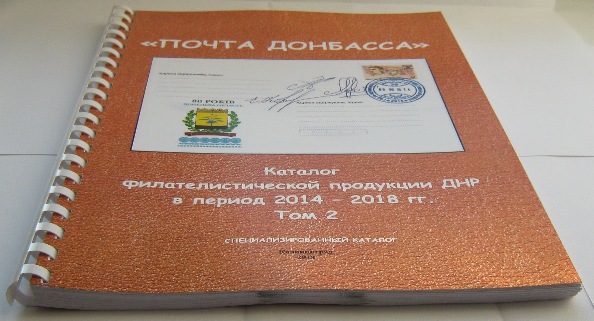 «ПОЧТА ДОНБАССА»
80 РОКІВ
Каталог
филателистической продукции ДНР
в период 2014 – 2018 гг.
Том 2
СПЕЦИАЛИЗИРОВАННЫЙ КАТАЛОГ